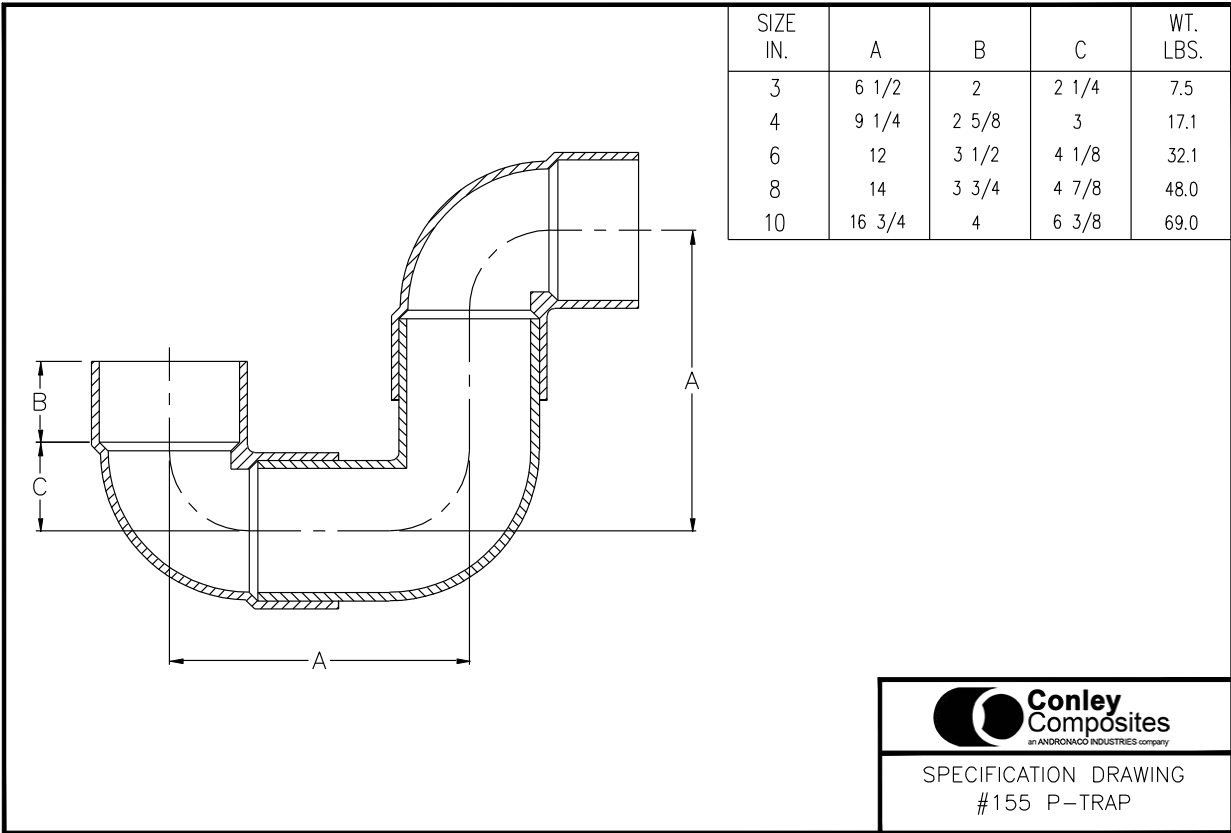 SIZE IN. A B C WT. LBS.
3 6 1/2 2 2 1/4 7.5
4 9 1/4 2 5/8 3 17.1
6 12 3 1/2 4 1/8 32.1
8 14 3 3/4 4 7/8 48.0
10 16 3/4 4 6 3/8 69.0
A
B
C
A
Conley
Composites
an ANDRONACO INDUSTRIES company
SPECIFICATION DRAWING
#155 P-TRAP